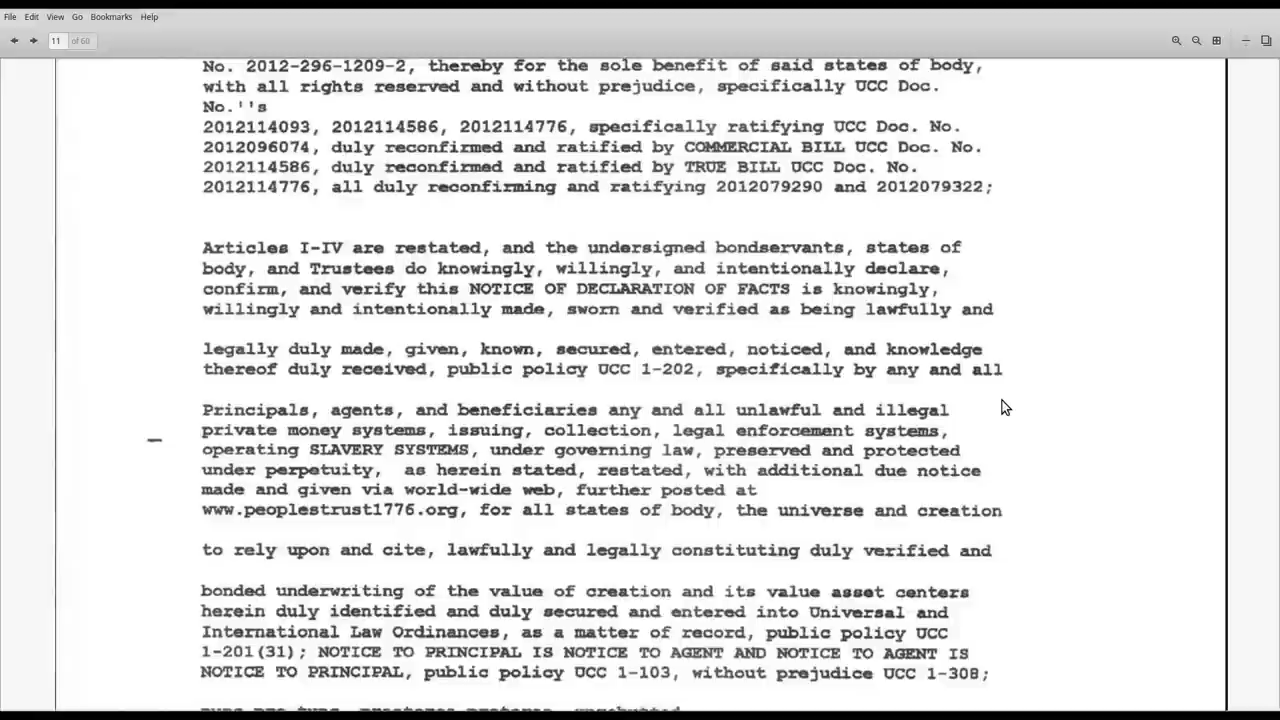 File Edit View Go Bookmarks Help
11 of 60
No. 2012-296-1209-2, thereby for the sole benefit of said states of body,
with all rights reserved and without prejudice, specifically UCC Doc.
No.''s
2012114093, 2012114586, 2012114776, specifically ratifying UCC Doc. No.
2012096074, duly reconfirmed and ratified by COMMERCIAL BILL UCC Doc. No.
2012114586, duly reconfirmed and ratified by TRUE BILL UCC Doc. No.
2012114776, all duly reconfirming and ratifying 2012079290 and 2012079322;
Articles I-IV are restated, and the undersigned bondservants, states of
body, and Trustees do knowingly, willingly, and intentionally declare,
confirm, and verify this NOTICE OF DECLARATION OF FACTS is knowingly,
willingly and intentionally made, sworn and verified as being lawfully and
legally duly made, given, known, secured, entered, noticed, and knowledge
thereof duly received, public policy UCC 1-202, specifically by any and all
Principals, agents, and beneficiaries any and all unlawful and illegal
private money systems, issuing, collection, legal enforcement systems,
operating SLAVERY SYSTEMS, under governing law, preserved and protected
under perpetuity, as herein stated, restated, with additional due notice
made and given via world-wide web, further posted at
www.peoplestrust1776.org, for all states of body, the universe and creation
to rely upon and cite, lawfully and legally constituting duly verified and
bonded underwriting of the value of creation and its value asset centers
herein duly identified and duly secured and entered into Universal and
International Law Ordinances, as a matter of record, public policy UCC
1-201(31); NOTICE TO PRINCIPAL IS NOTICE TO AGENT AND NOTICE TO AGENT IS
NOTICE TO PRINCIPAL, public policy UCC 1-103, without prejudice UCC 1-308;